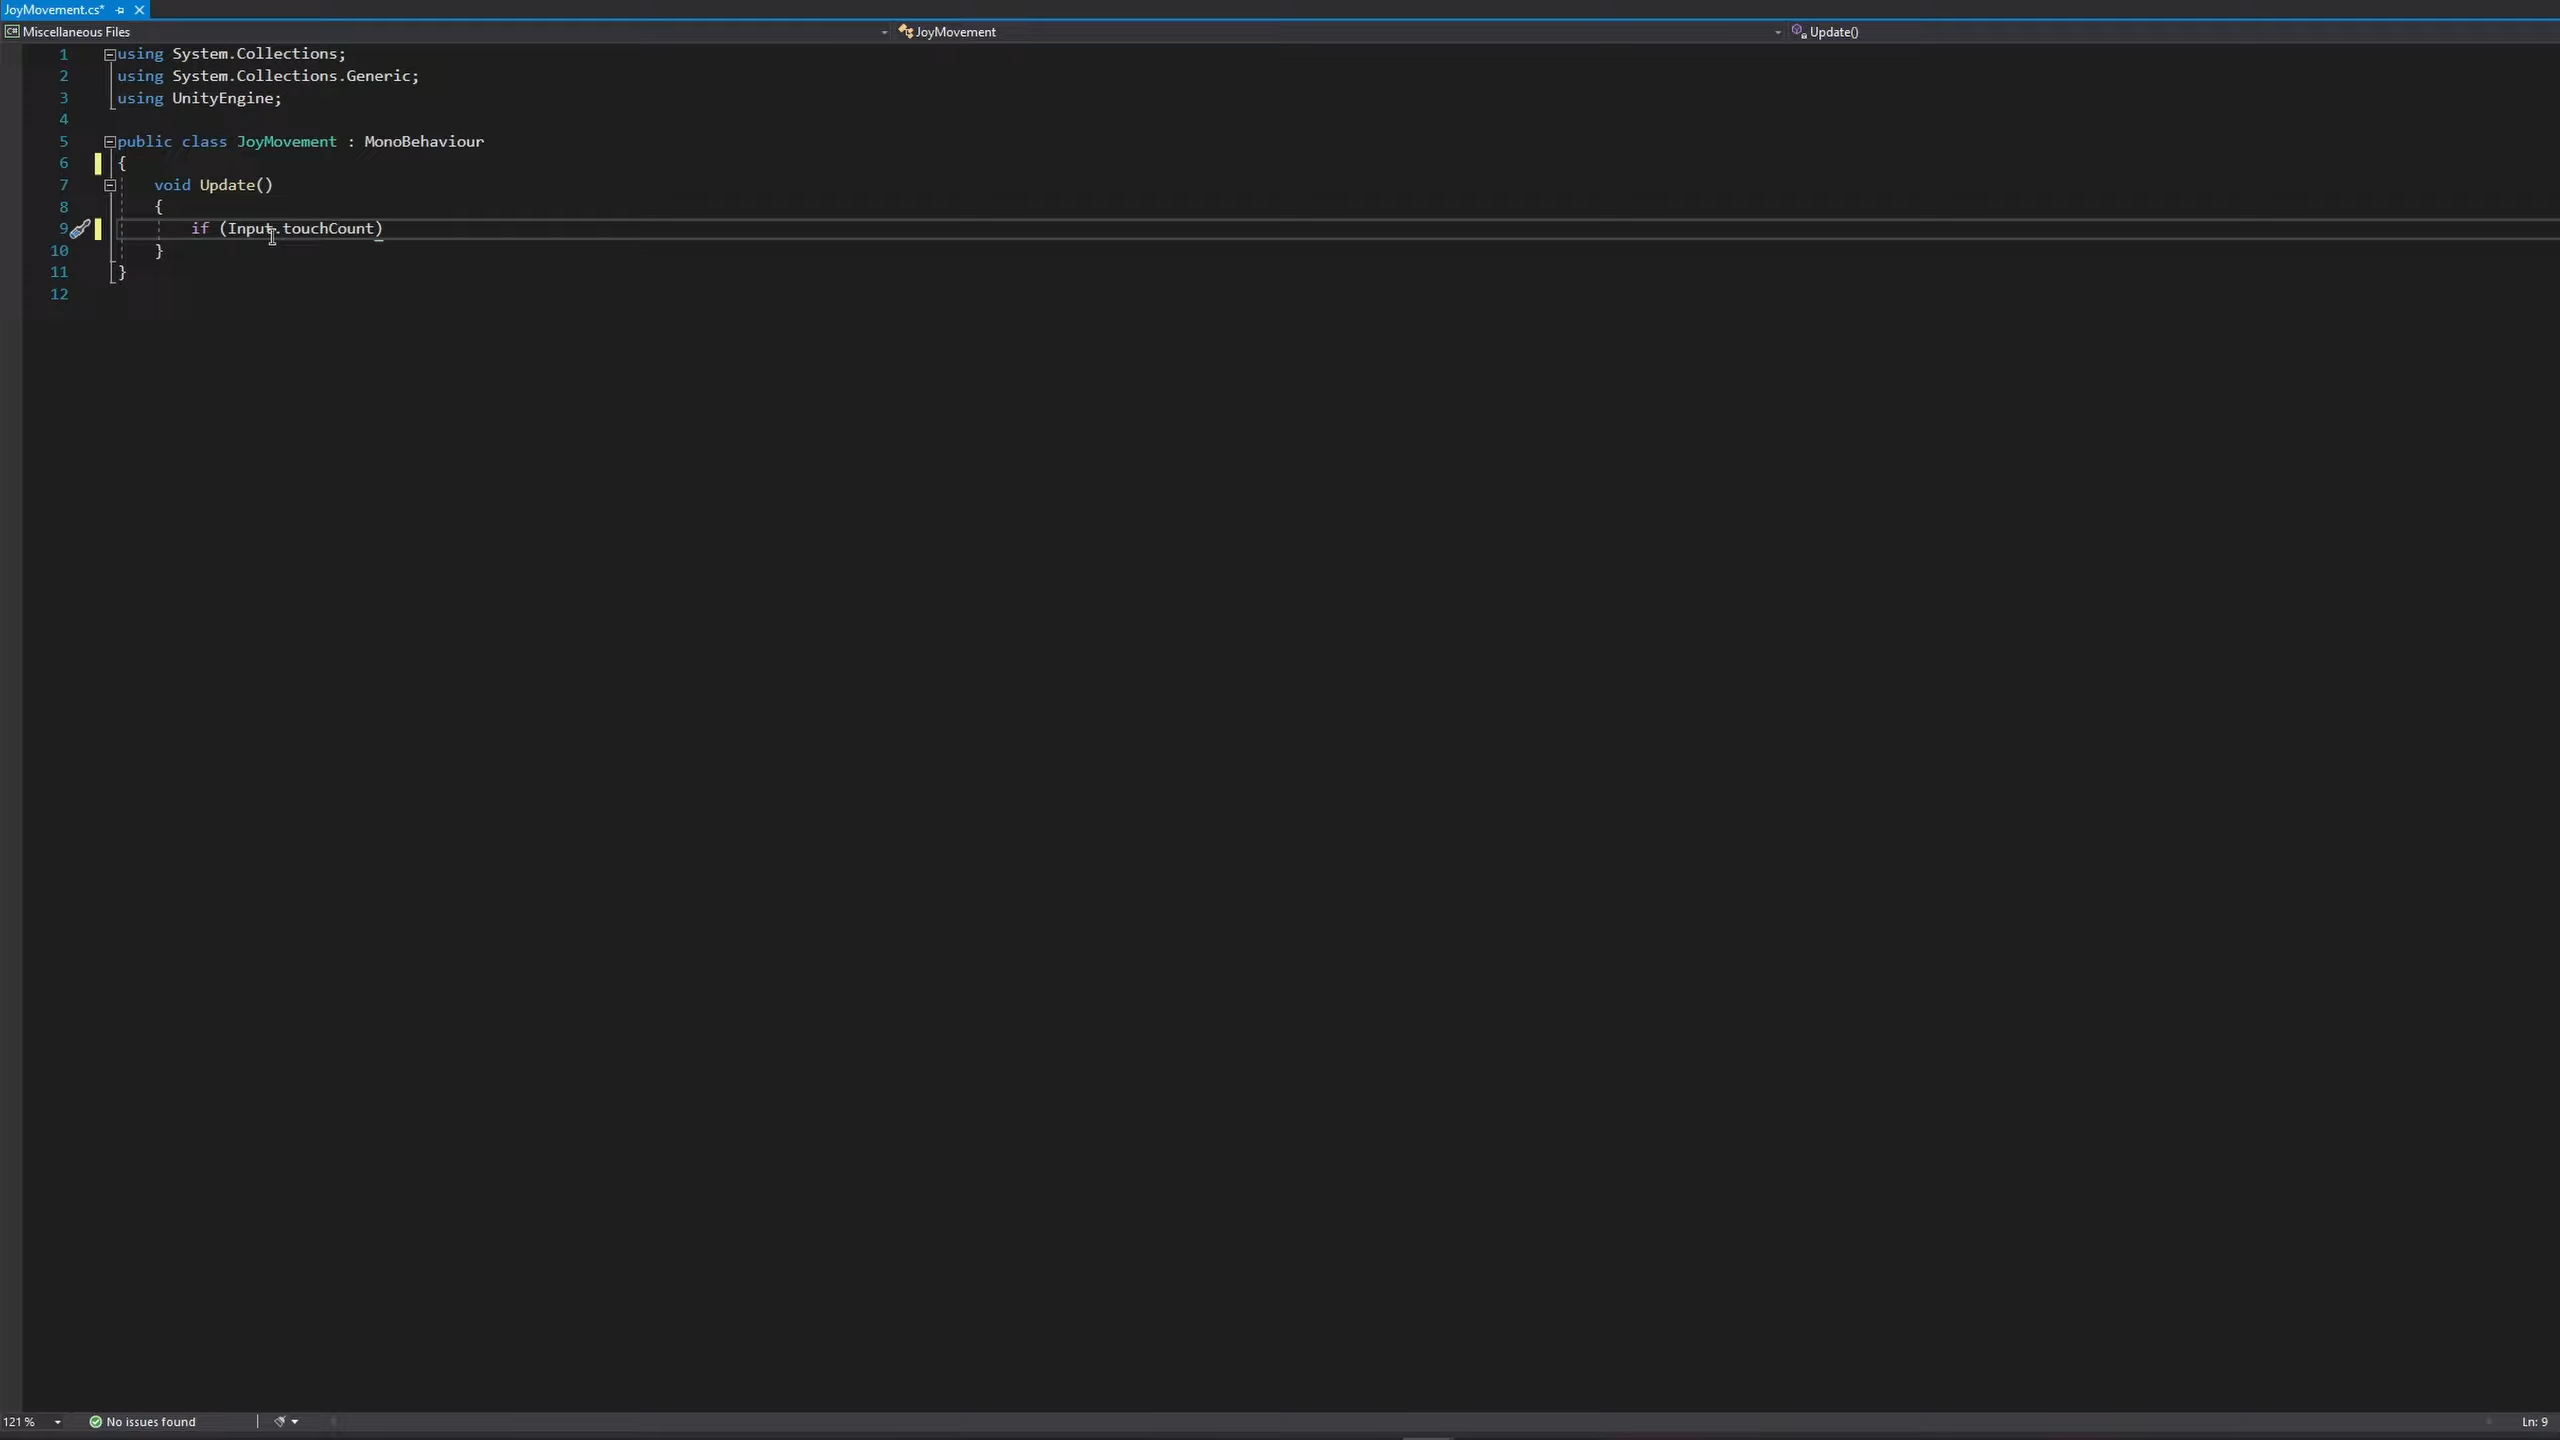 JoyMovement.cs*
Miscellaneous Files JoyMovement Update()
1 using System.Collections;
2 using System.Collections.Generic;
3 using UnityEngine;
4
5 public class JoyMovement : MonoBehaviour
6 {
7 void Update()
8 {
9 if (Input.touchCount)
10 }
11 }
12
121 % No issues found Ln: 9